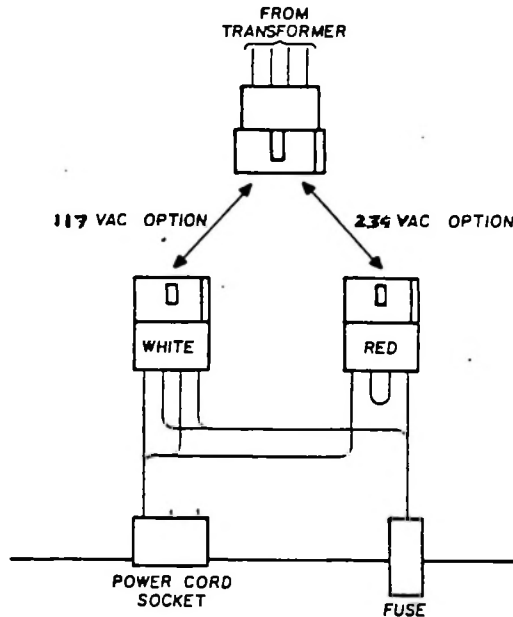 FROM
TRANSFORMER
117 VAC OPTION
234 VAC OPTION
WHITE
RED
POWER CORD
SOCKET
FUSE